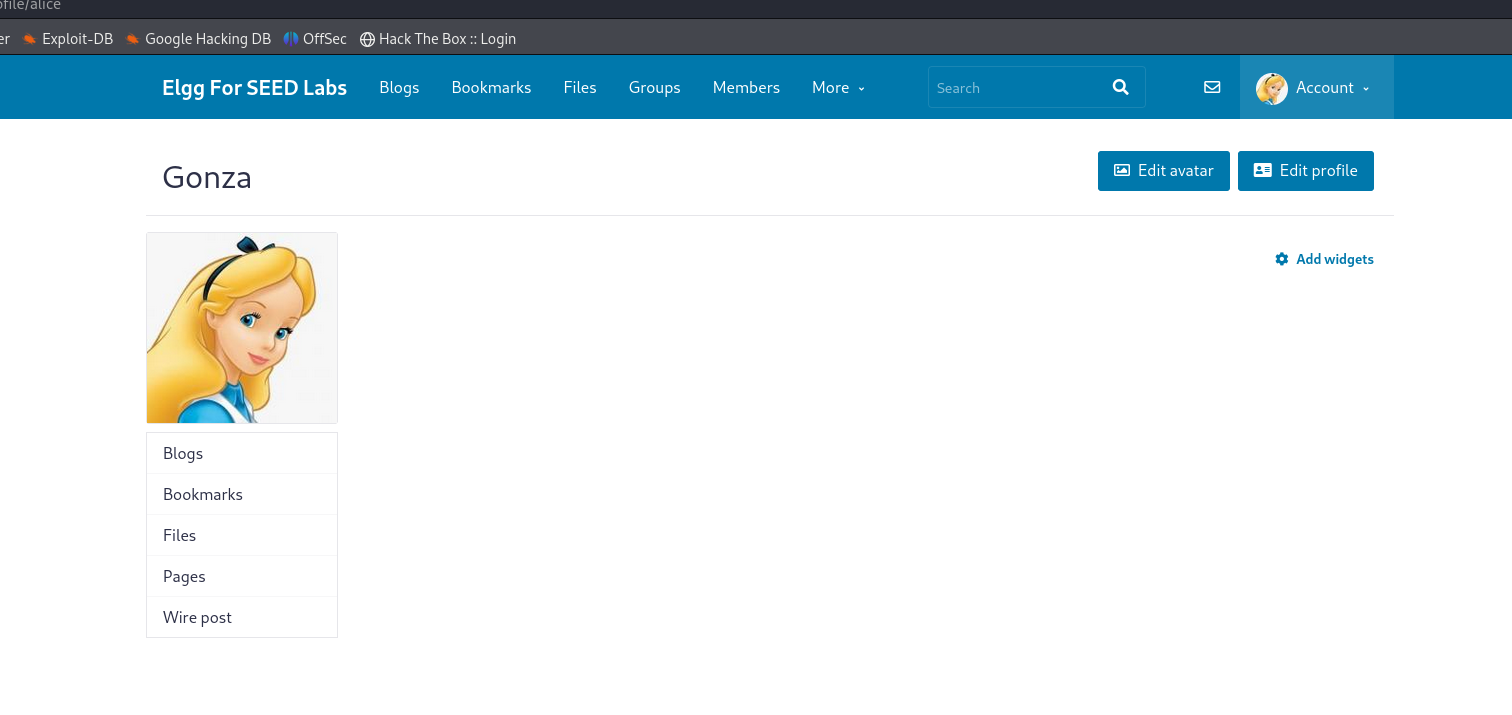 ofile/alice
er Exploit-DB Google Hacking DB OffSec Hack The Box :: Login
Elgg For SEED Labs Blogs Bookmarks Files Groups Members More Search Account
Gonza Edit avatar Edit profile
Add widgets
Blogs
Bookmarks
Files
Pages
Wire post